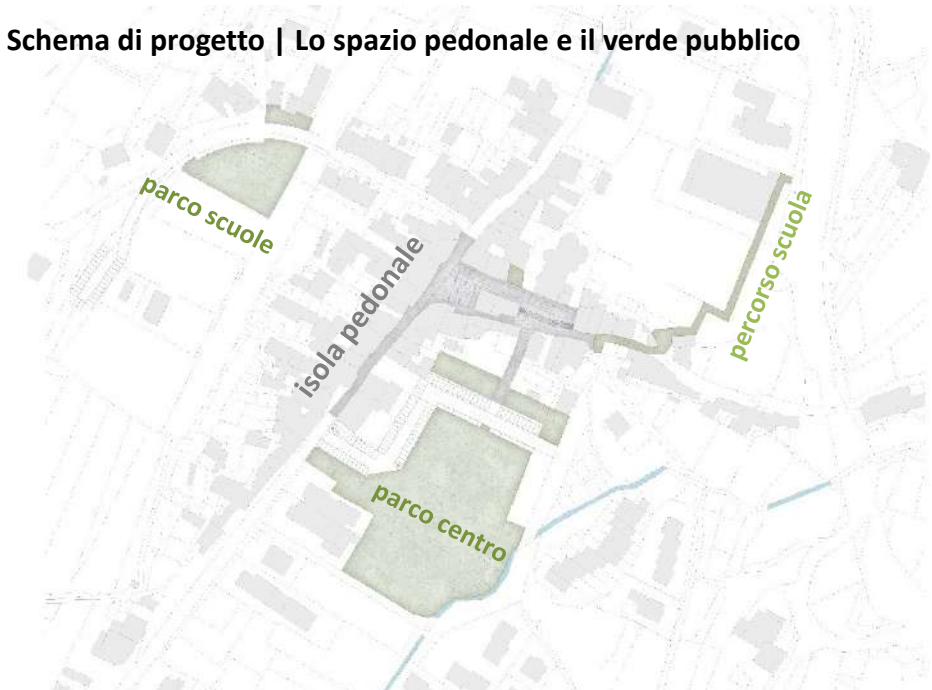 Schema di progetto | Lo spazio pedonale e il verde pubblico
parco scuole
isola pedonale
percorso scuola
parco centro